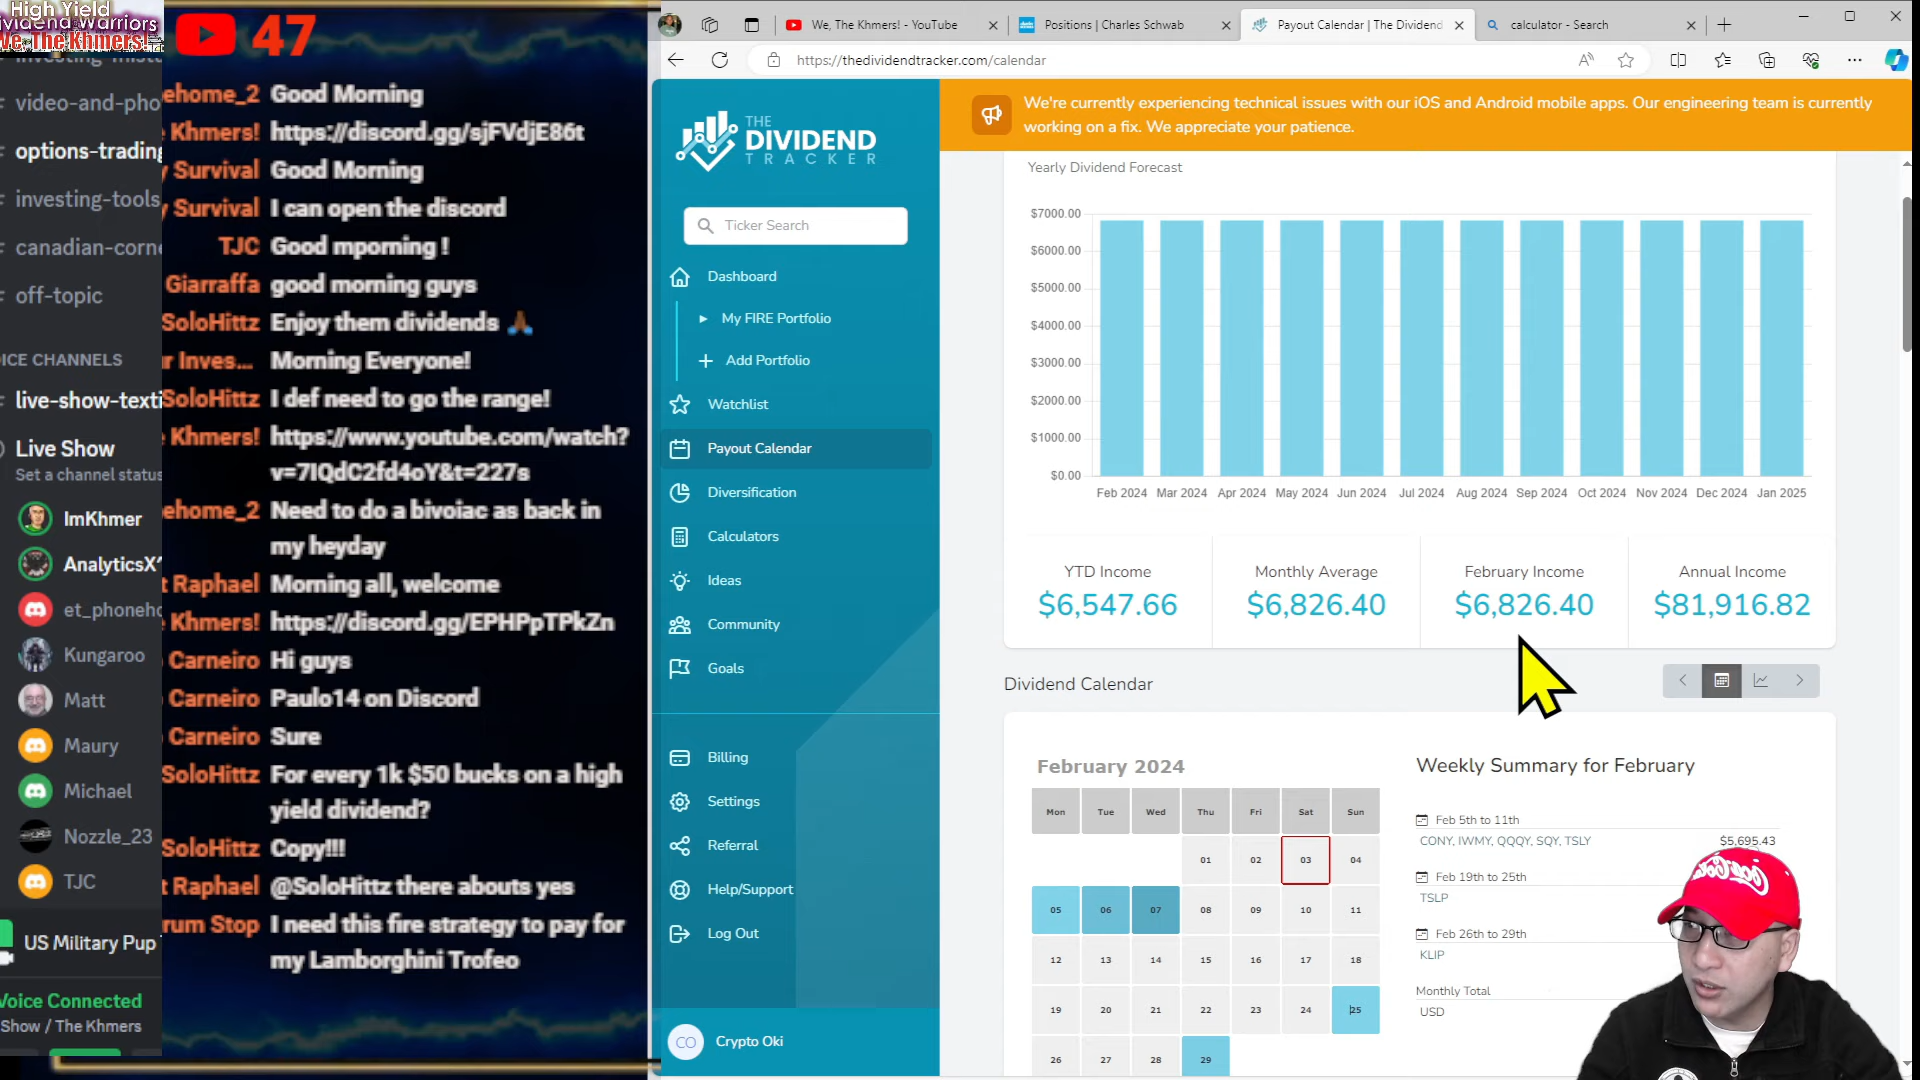 High Yield
Dividend Warriors
We, The Khmers!
video-and-pho
options-trading
investing-tools
canadian-corne
off-topic
ICE CHANNELS
live-show-texti
Live Show
Set a channel status
ImKhmer
AnalyticsX
et_phoneho
Kungaroo
Matt
Maury
Michael
Nozzle_23
TJC
US Military Pup
Voice Connected
Show / The Khmers
47
ehome_2 Good Morning
Khmers! https://discord.gg/sjFVdjE86t
Survival Good Morning
Survival I can open the discord
TJC Good mporning !
Giarraffa good morning guys
SoloHittz Enjoy them dividends 🙏🏾
r Inves... Morning Everyone!
SoloHittz I def need to go the range!
Khmers! https://www.youtube.com/watch?
v=7IQdC2fd4oY&t=227s
ehome_2 Need to do a bivoiac as back in
my heyday
t Raphael Morning all, welcome
Khmers! https://discord.gg/EPHPpTPkZn
Carneiro Hi guys
Carneiro Paulo14 on Discord
Carneiro Sure
SoloHittz For every 1k $50 bucks on a high
yield dividend?
SoloHittz Copy!!!
t Raphael @SoloHittz there abouts yes
rum Stop I need this fire strategy to pay for
my Lamborghini Trofeo
We, The Khmers! - YouTube
Positions | Charles Schwab
Payout Calendar | The Dividend
calculator - Search
https://thedividendtracker.com/calendar
THE
DIVIDEND
TRACKER
Ticker Search
Dashboard
My FIRE Portfolio
Add Portfolio
Watchlist
Payout Calendar
Diversification
Calculators
Ideas
Community
Goals
Billing
Settings
Referral
Help/Support
Log Out
CO Crypto Oki
We're currently experiencing technical issues with our iOS and Android mobile apps. Our engineering team is currently
working on a fix. We appreciate your patience.
Yearly Dividend Forecast
$7000.00
$6000.00
$5000.00
$4000.00
$3000.00
$2000.00
$1000.00
$0.00
Feb 2024 Mar 2024 Apr 2024 May 2024 Jun 2024 Jul 2024 Aug 2024 Sep 2024 Oct 2024 Nov 2024 Dec 2024 Jan 2025
YTD Income Monthly Average February Income Annual Income
$6,547.66 $6,826.40 $6,826.40 $81,916.82
Dividend Calendar
February 2024
Mon Tue Wed Thu Fri Sat Sun
01 02 03 04
05 06 07 08 09 10 11
12 13 14 15 16 17 18
19 20 21 22 23 24 25
26 27 28 29
Weekly Summary for February
Feb 5th to 11th
CONY, IWMY, QQQY, SQY, TSLY $5,695.43
Feb 19th to 25th
TSLP
Feb 26th to 29th
KLIP
Monthly Total
USD
Coca-Cola